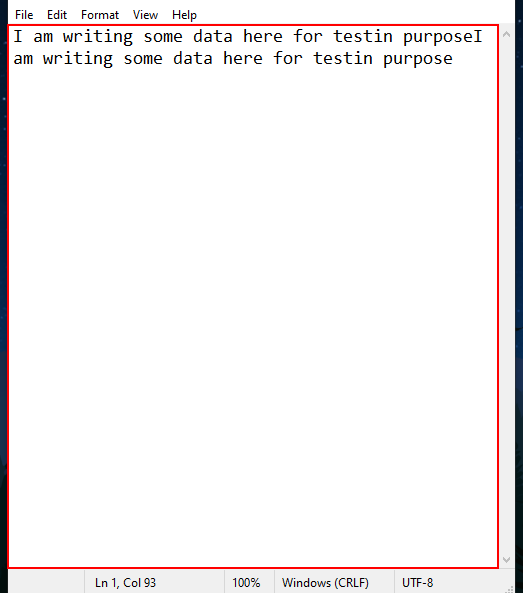 File Edit Format View Help
I am writing some data here for testin purposeI
am writing some data here for testin purpose
Ln 1, Col 93 100% Windows (CRLF) UTF-8